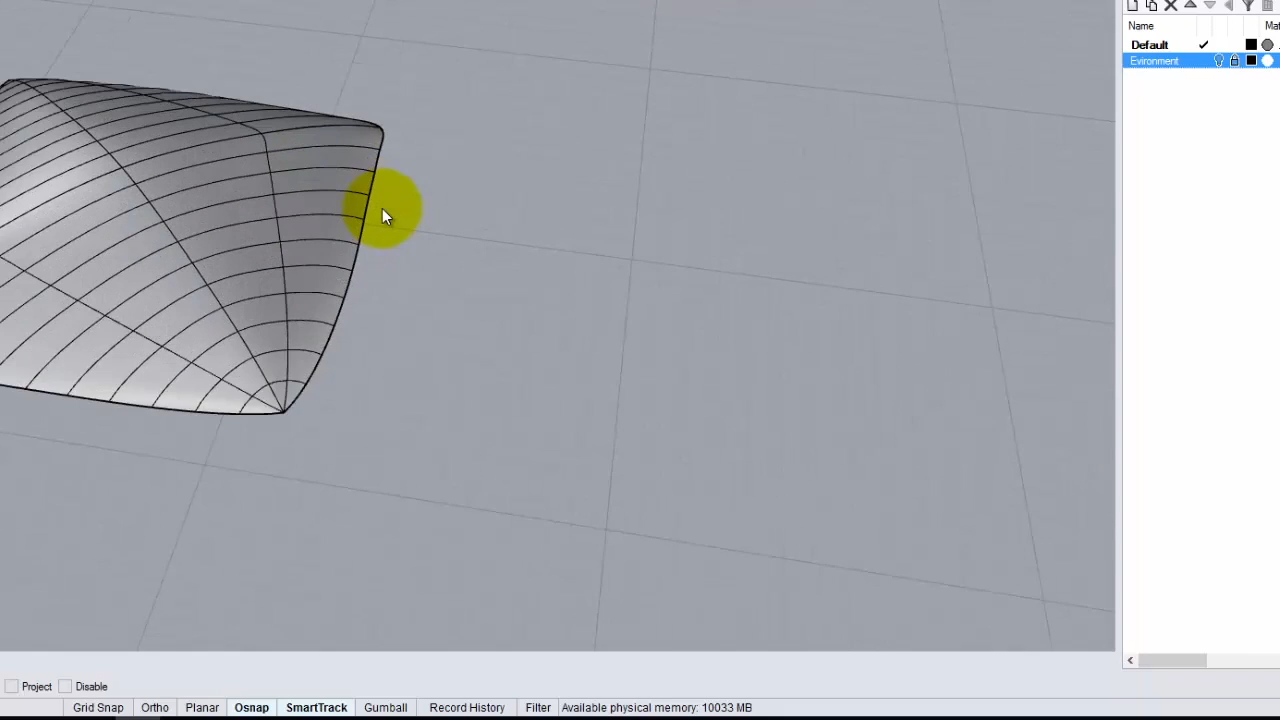 Name
Default
Evironment
Project Disable
Grid Snap Ortho Planar Osnap SmartTrack Gumball Record History Filter Available physical memory: 10033 MB